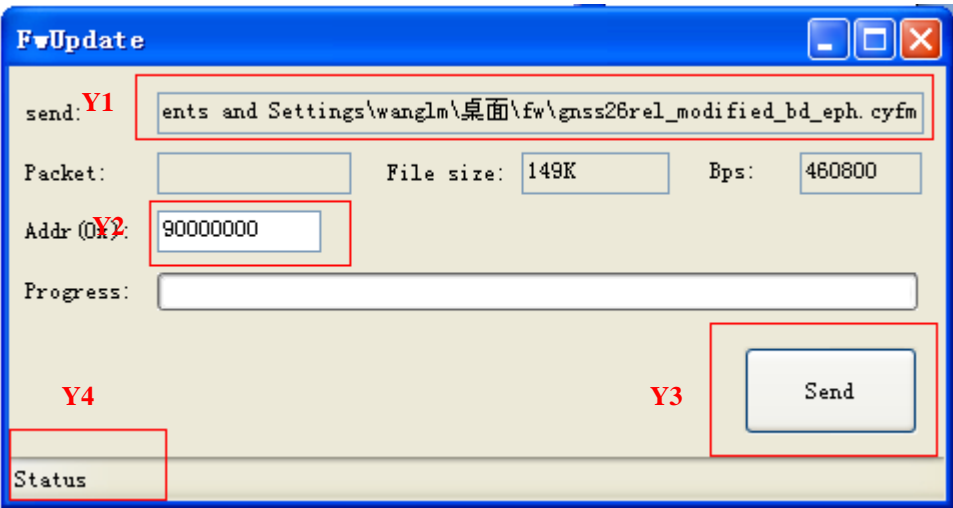 FwUpdate
send: Y1 ents and Settings\wanglm\桌面\fw\gnss26rel_modified_bd_eph.cyfm
Packet: File size: 149K Bps: 460800
Addr(0x): Y2 90000000
Progress:
Y4 Y3 Send
Status